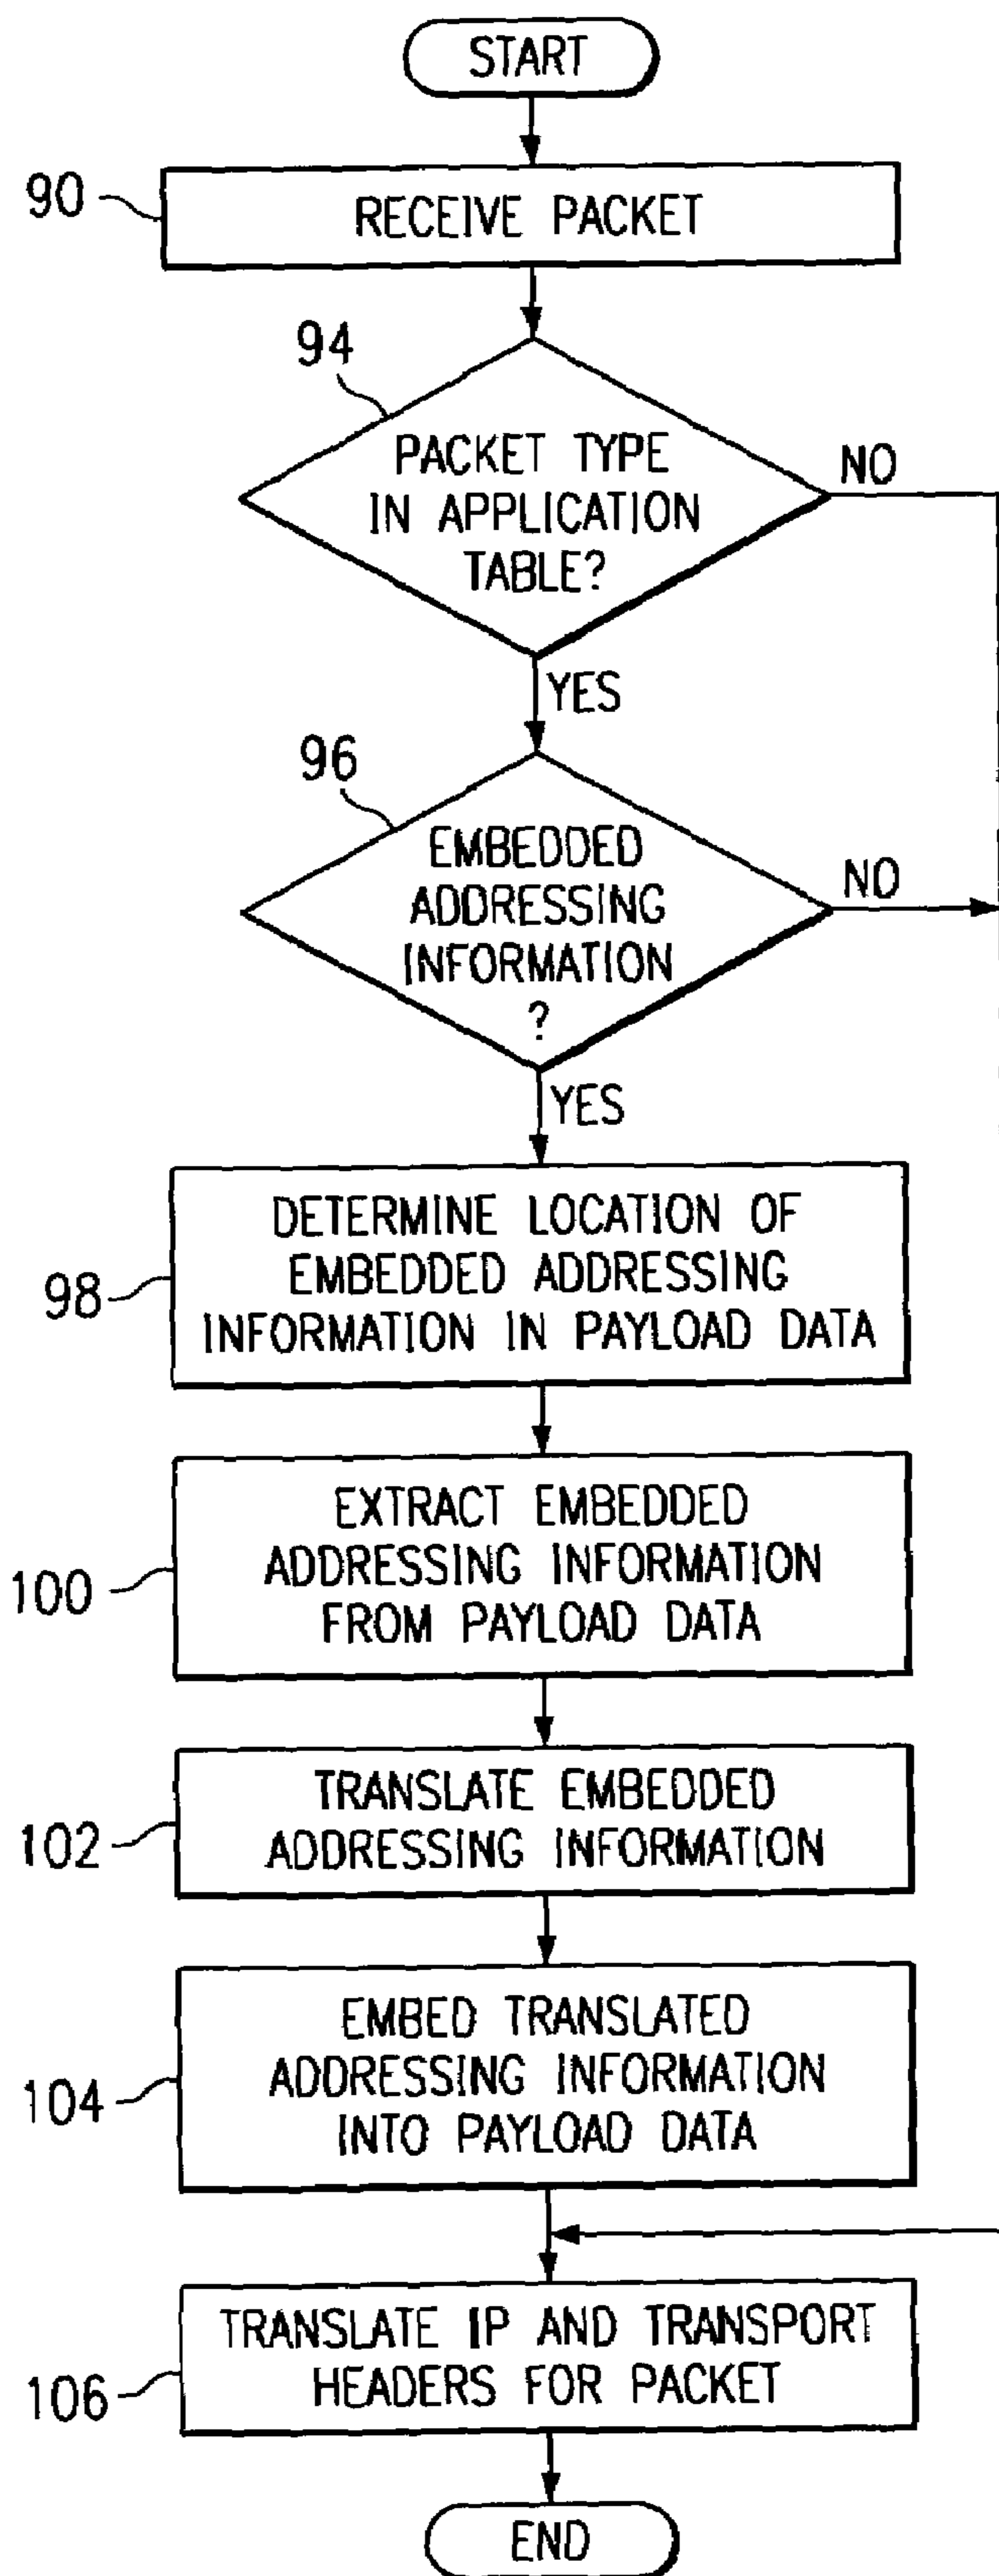 START
90
RECEIVE PACKET
94
PACKET TYPE
IN APPLICATION
TABLE?
NO
YES
96
EMBEDDED
ADDRESSING
INFORMATION
?
NO
YES
98
DETERMINE LOCATION OF
EMBEDDED ADDRESSING
INFORMATION IN PAYLOAD DATA
100
EXTRACT EMBEDDED
ADDRESSING INFORMATION
FROM PAYLOAD DATA
102
TRANSLATE EMBEDDED
ADDRESSING INFORMATION
104
EMBED TRANSLATED
ADDRESSING INFORMATION
INTO PAYLOAD DATA
106
TRANSLATE IP AND TRANSPORT
HEADERS FOR PACKET
END